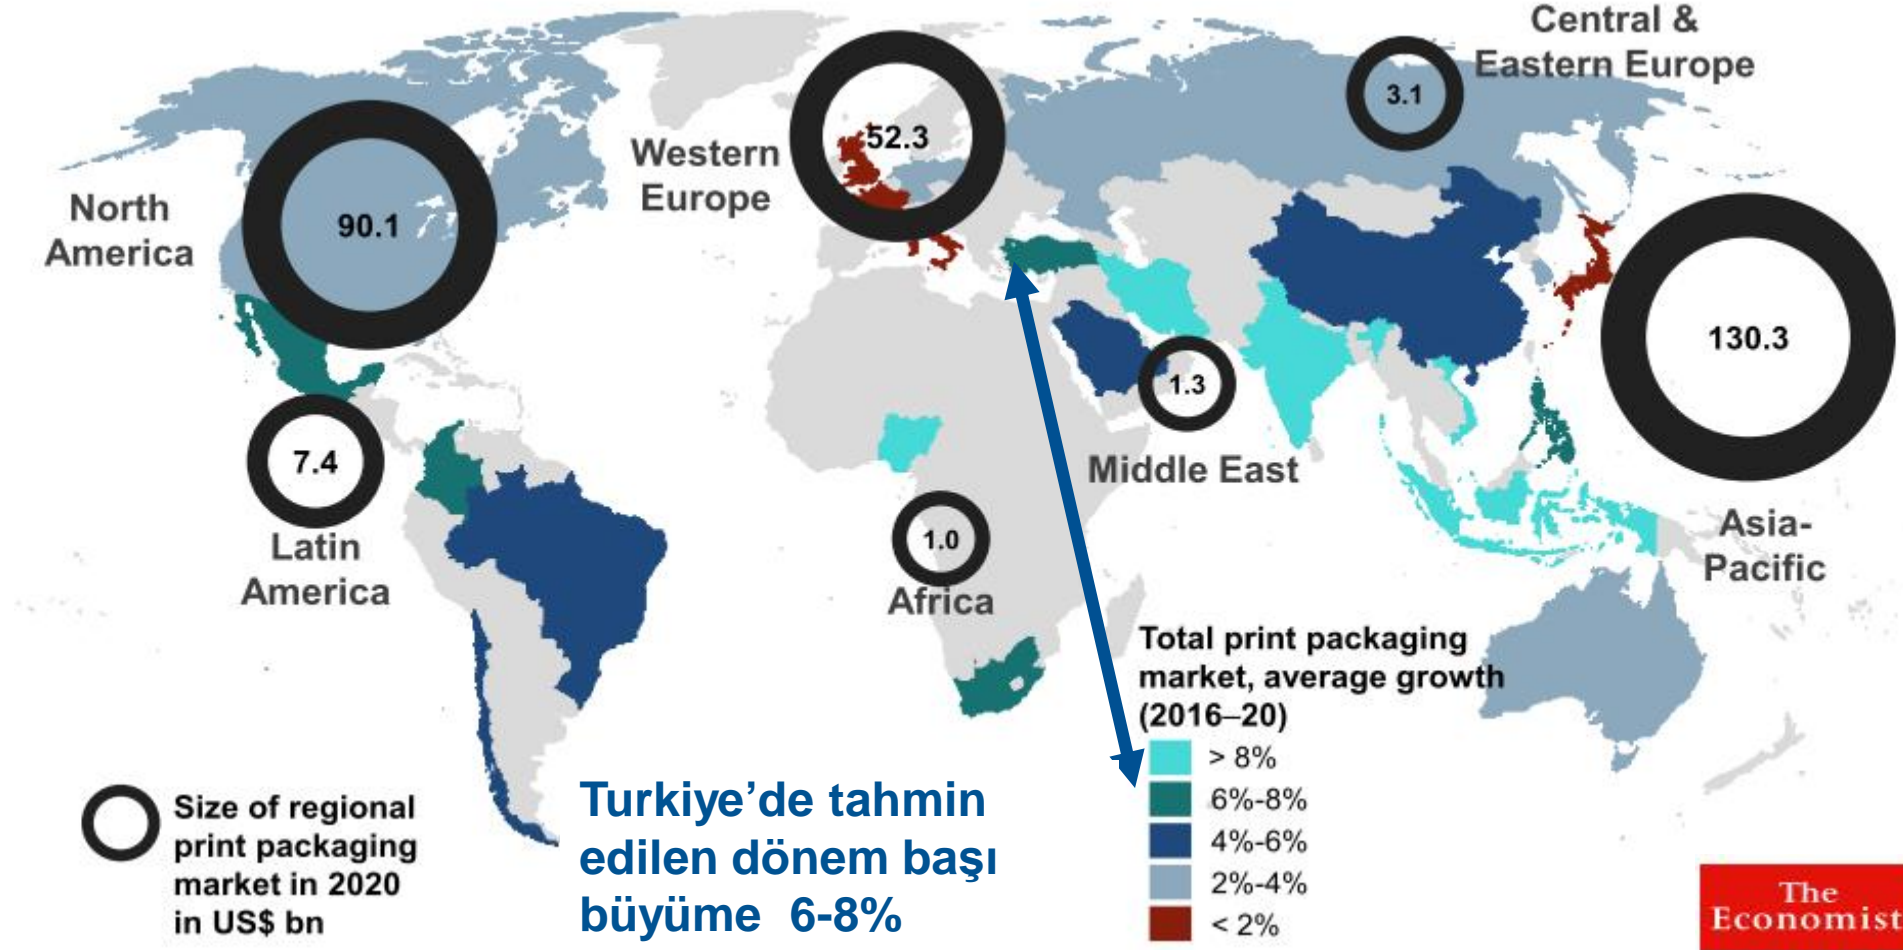 Central &
Eastern Europe
3.1
Western
Europe
52.3
North
America
90.1
130.3
Asia-
Pacific
1.3
Middle East
7.4
Latin
America
1.0
Africa
Total print packaging
market, average growth
(2016–20)
> 8%
6%-8%
4%-6%
2%-4%
< 2%
Size of regional
print packaging
market in 2020
in US$ bn
Turkiye’de tahmin
edilen dönem başı
büyüme 6-8%
The
Economist